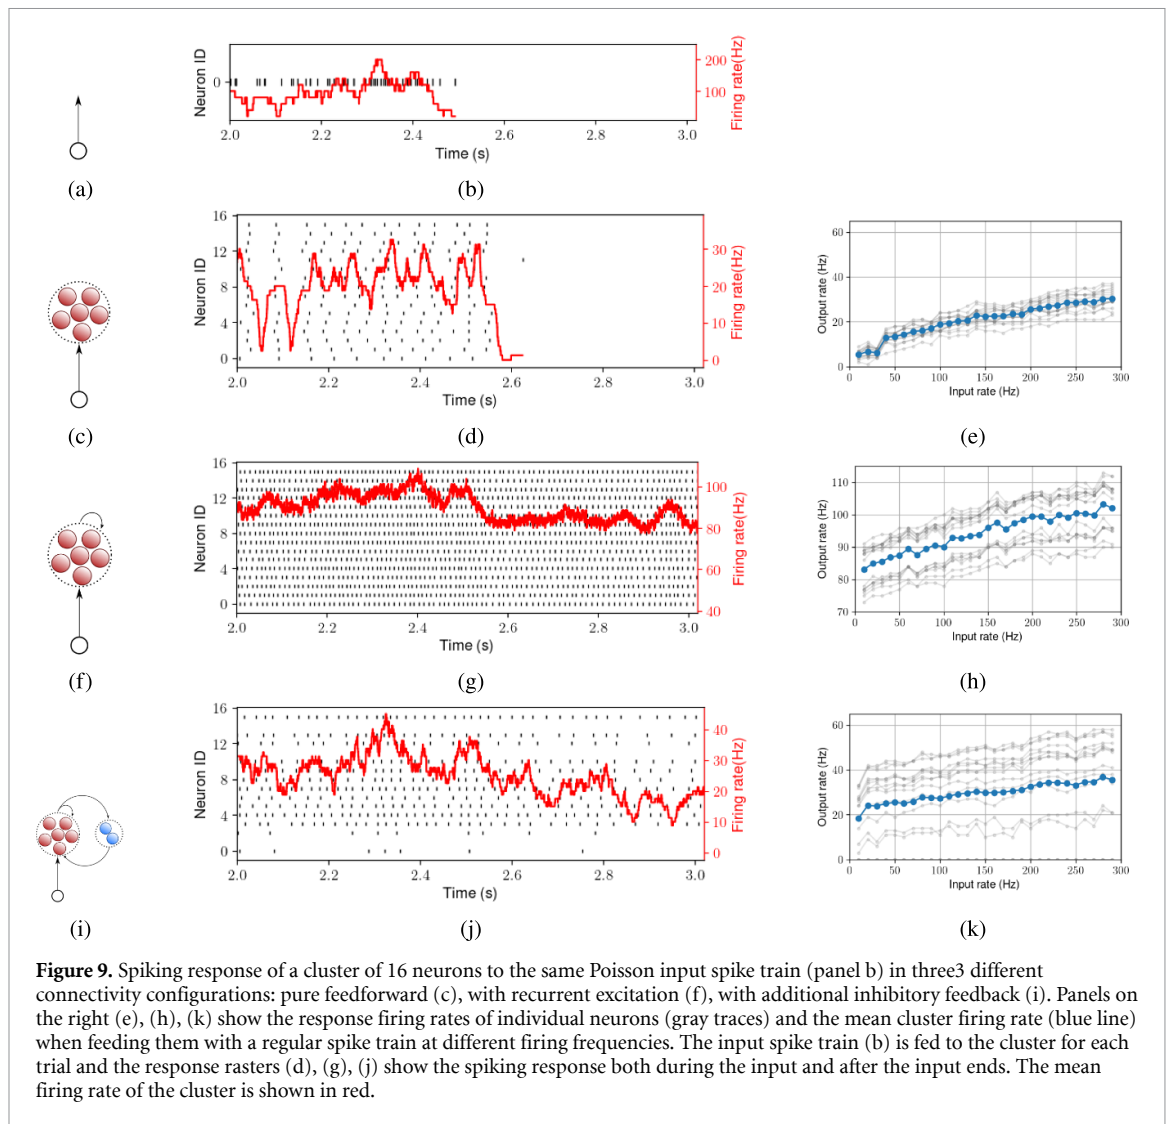 Neuron ID
0
200
100
Firing rate(Hz)
2.0 2.2 2.4 2.6 2.8 3.0
Time (s)
(a)
(b)
16
12
8
4
0
Neuron ID
30
20
10
0
Firing rate(Hz)
2.0 2.2 2.4 2.6 2.8 3.0
Time (s)
60
40
20
0
Output rate (Hz)
0 50 100 150 200 250 300
Input rate (Hz)
(c)
(d)
(e)
16
12
8
4
0
Neuron ID
100
80
60
40
Firing rate(Hz)
2.0 2.2 2.4 2.6 2.8 3.0
Time (s)
110
100
90
80
70
Output rate (Hz)
0 50 100 150 200 250 300
Input rate (Hz)
(f)
(g)
(h)
16
12
8
4
0
Neuron ID
40
30
20
10
0
Firing rate(Hz)
2.0 2.2 2.4 2.6 2.8 3.0
Time (s)
60
40
20
0
Output rate (Hz)
0 50 100 150 200 250 300
Input rate (Hz)
(i)
(j)
(k)
Figure 9. Spiking response of a cluster of 16 neurons to the same Poisson input spike train (panel b) in three3 different
connectivity configurations: pure feedforward (c), with recurrent excitation (f), with additional inhibitory feedback (i). Panels on
the right (e), (h), (k) show the response firing rates of individual neurons (gray traces) and the mean cluster firing rate (blue line)
when feeding them with a regular spike train at different firing frequencies. The input spike train (b) is fed to the cluster for each
trial and the response rasters (d), (g), (j) show the spiking response both during the input and after the input ends. The mean
firing rate of the cluster is shown in red.